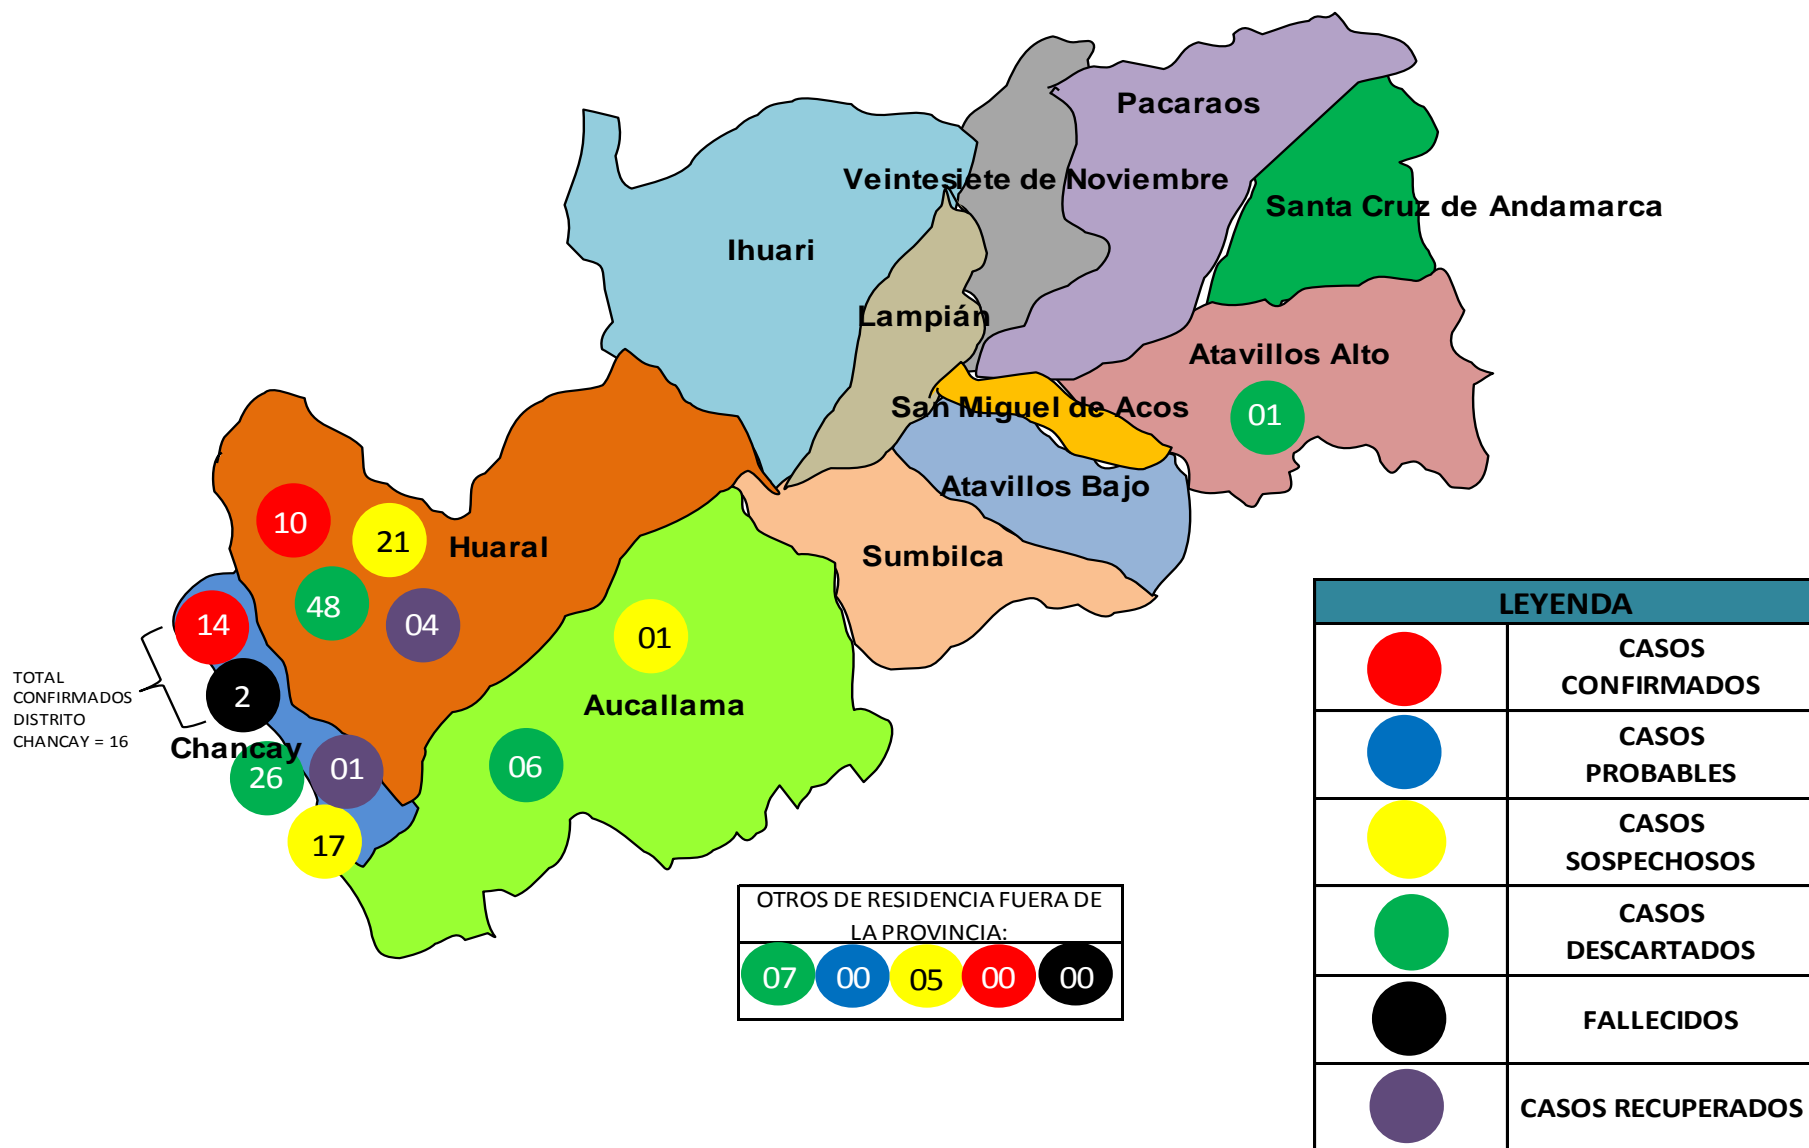 Pacaraos
Veintesiete de Noviembre
Santa Cruz de Andamarca
Ihuari
Lampián
Atavillos Alto
01
San Miguel de Acos
Atavillos Bajo
Sumbilca
10
21
Huaral
48
04
14
01
2
Aucallama
TOTAL
CONFIRMADOS
DISTRITO
CHANCAY = 16
Chancay
26
01
06
17
OTROS DE RESIDENCIA FUERA DE
LA PROVINCIA:
07 00 05 00 00
LEYENDA
CASOS
CONFIRMADOS
CASOS
PROBABLES
CASOS
SOSPECHOSOS
CASOS
DESCARTADOS
FALLECIDOS
CASOS RECUPERADOS